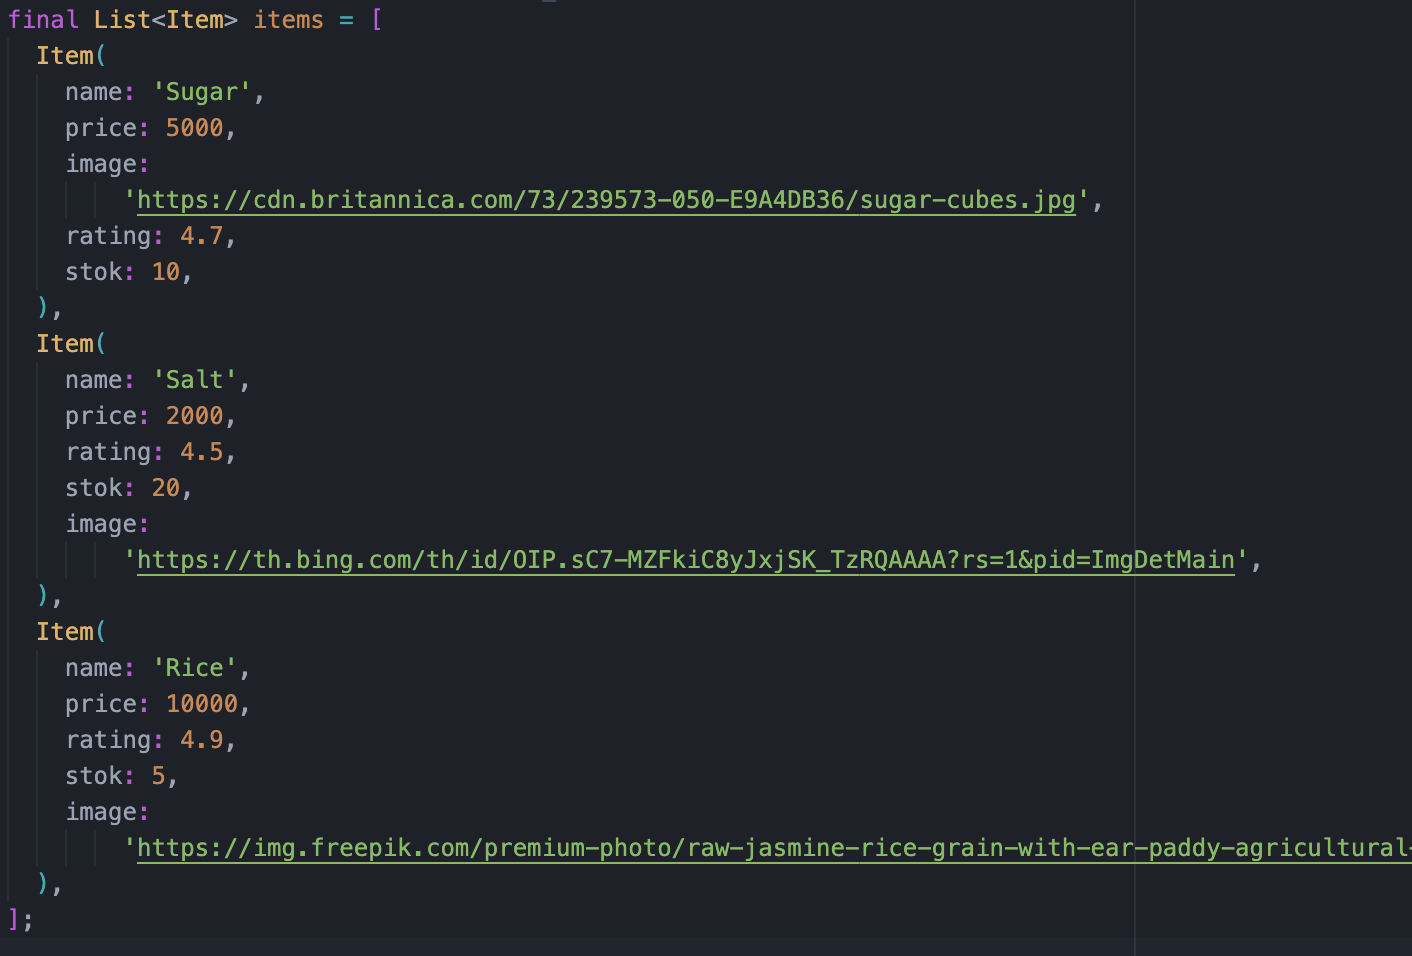 final List<Item> items = [
  Item(
    name: 'Sugar',
    price: 5000,
    image:
        'https://cdn.britannica.com/73/239573-050-E9A4DB36/sugar-cubes.jpg',
    rating: 4.7,
    stok: 10,
  ),
  Item(
    name: 'Salt',
    price: 2000,
    rating: 4.5,
    stok: 20,
    image:
        'https://th.bing.com/th/id/OIP.sC7-MZFkiC8yJxjSK_TzRQAAAA?rs=1&pid=ImgDetMain',
  ),
  Item(
    name: 'Rice',
    price: 10000,
    rating: 4.9,
    stok: 5,
    image:
        'https://img.freepik.com/premium-photo/raw-jasmine-rice-grain-with-ear-paddy-agricultural-
  ),
];